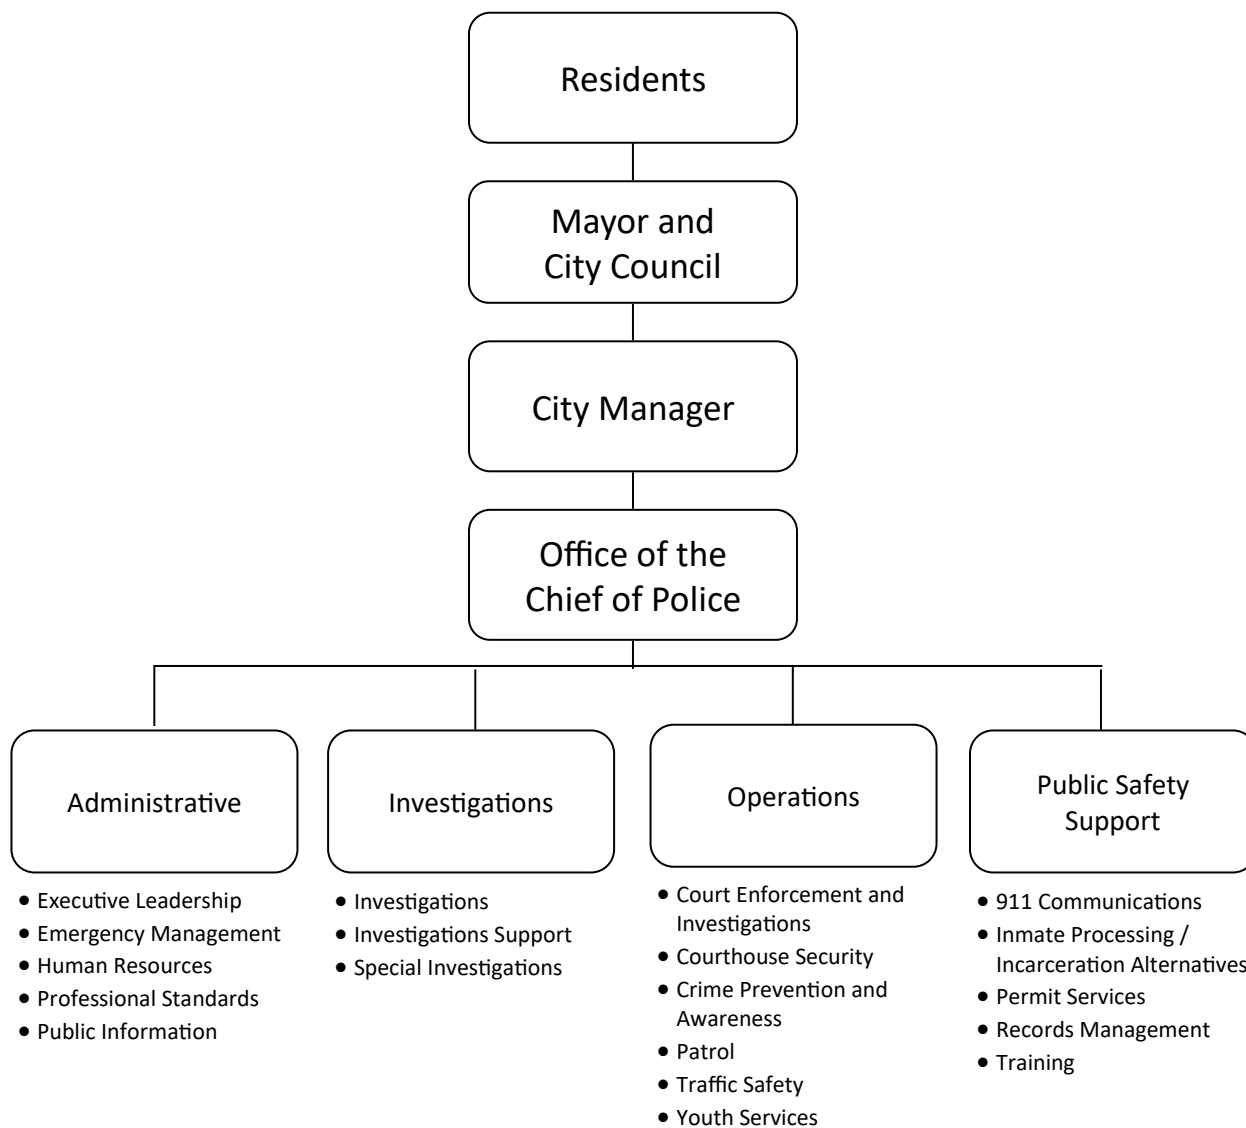 Residents
Mayor and
City Council
City Manager
Office of the
Chief of Police
Administrative
• Executive Leadership
• Emergency Management
• Human Resources
• Professional Standards
• Public Information
Investigations
• Investigations
• Investigations Support
• Special Investigations
Operations
• Court Enforcement and
Investigations
• Courthouse Security
• Crime Prevention and
Awareness
• Patrol
• Traffic Safety
• Youth Services
Public Safety
Support
• 911 Communications
• Inmate Processing /
Incarceration Alternatives
• Permit Services
• Records Management
• Training